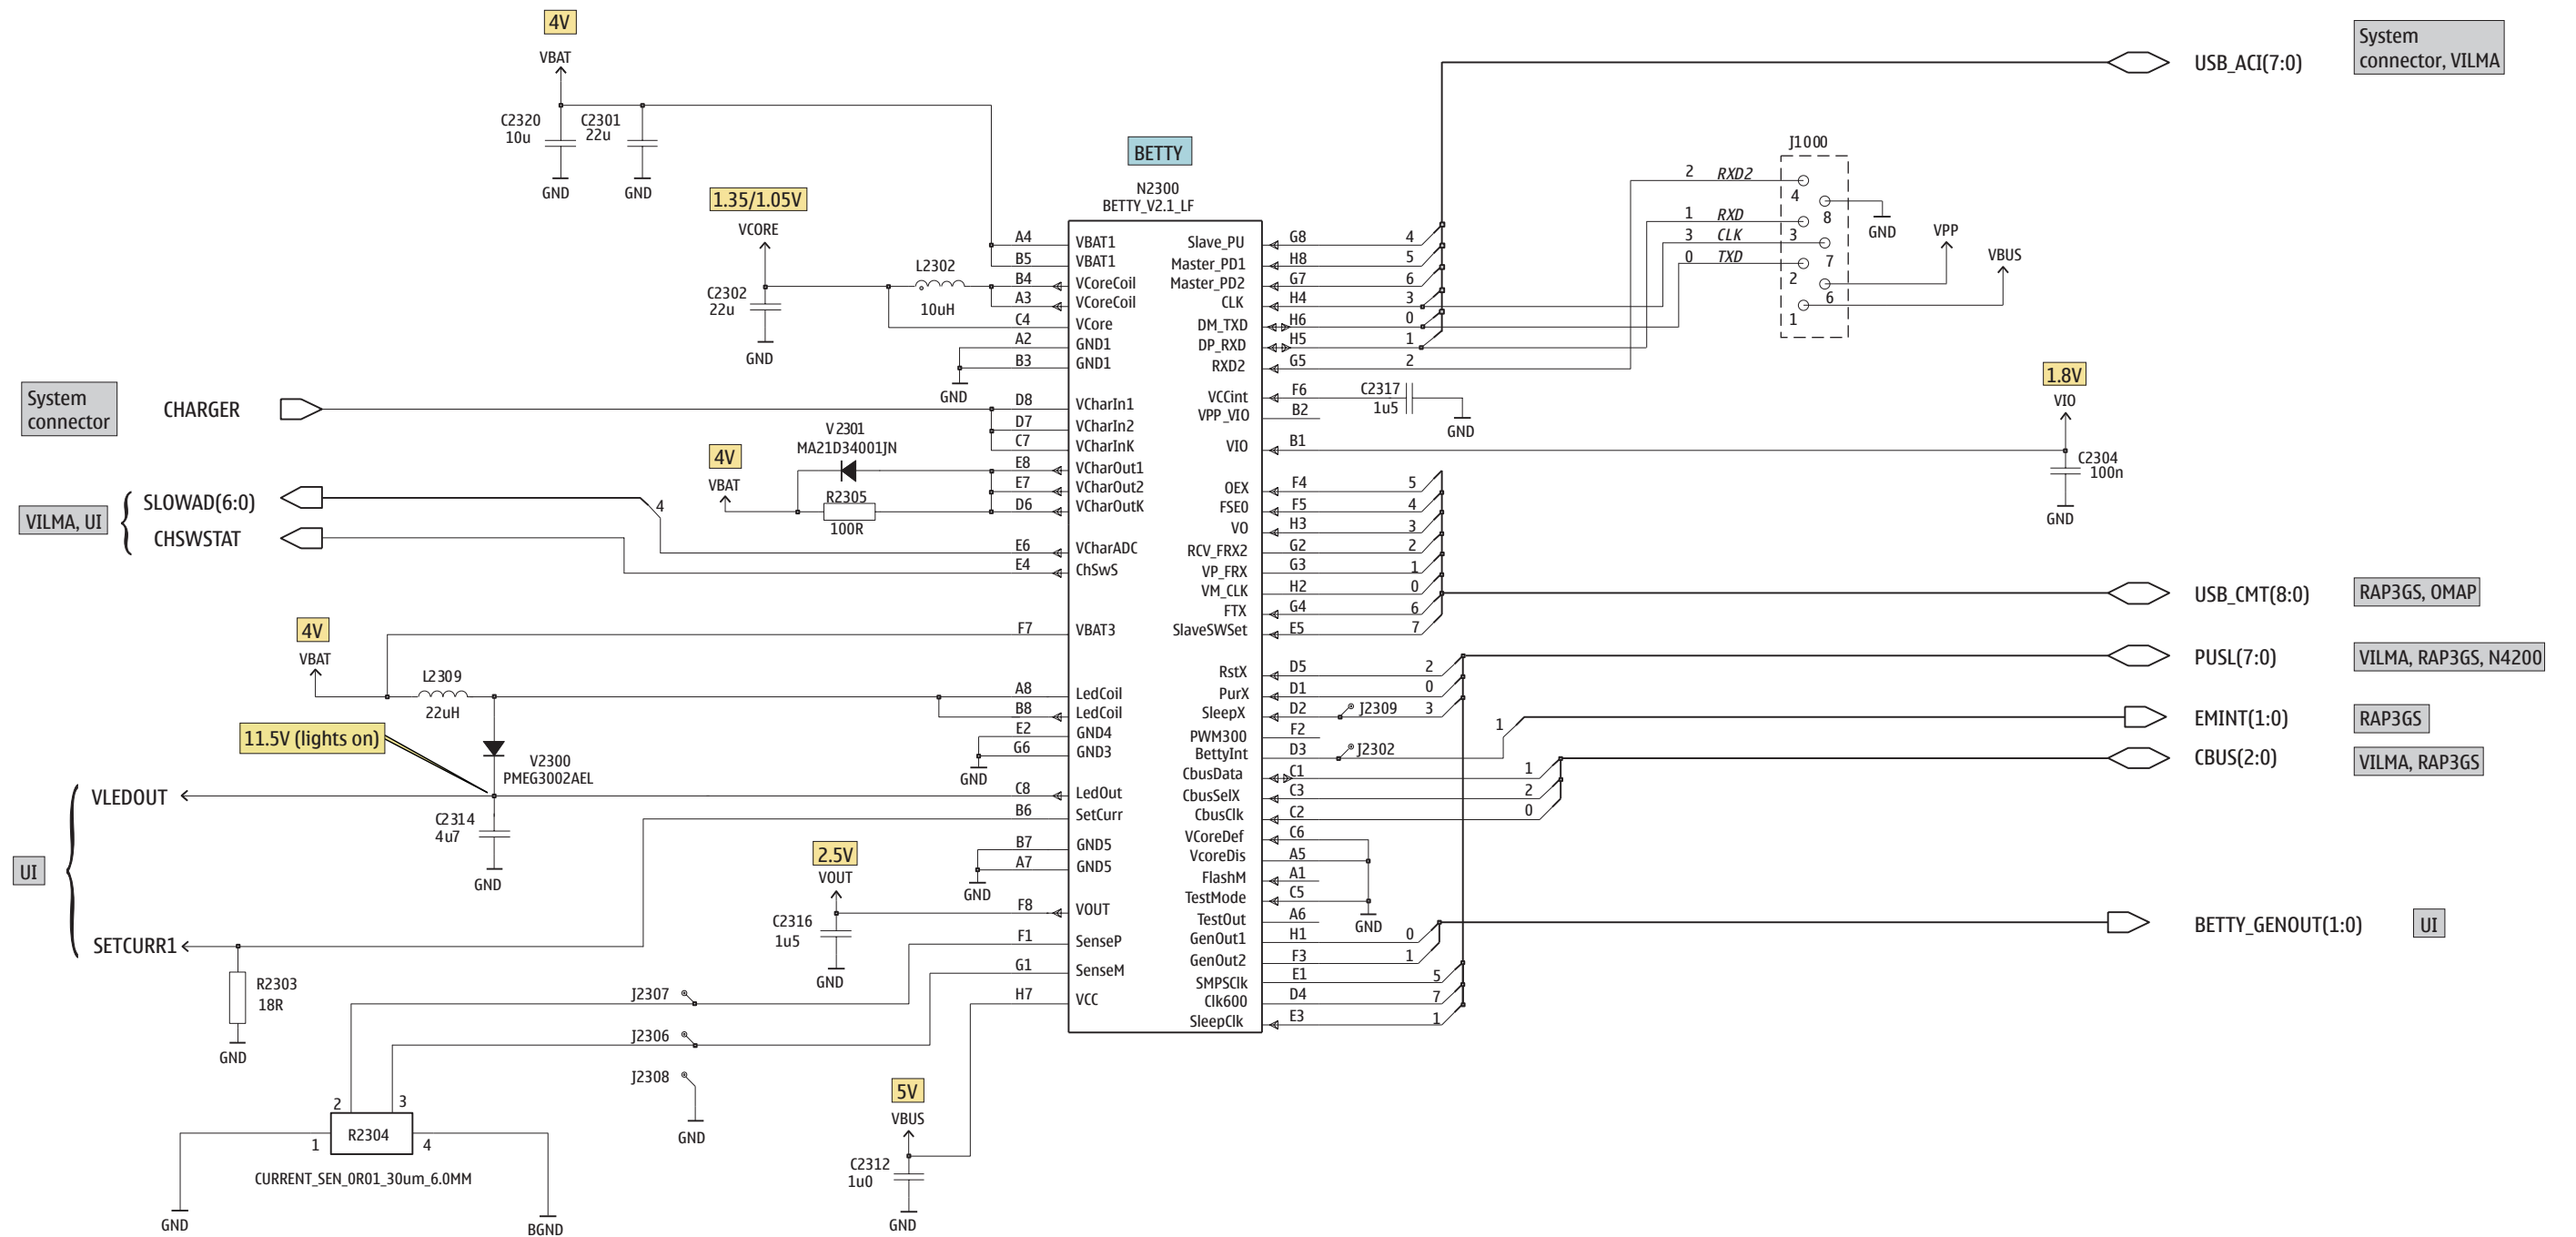 4V
VBAT
C2320
10u
C2301
22u
GND
GND
System
connector, VILMA
USB_ACI(7:0)
BETTY
N2300
BETTY_V2.1_LF
1.35/1.05V
VCORE
C2302
22u
GND
L2302
10uH
GND
A4 VBAT1
B5 VBAT1
B4 VCoreCoil
A3 VCoreCoil
C4 VCore
A2 GND1
B3 GND1
System
connector
CHARGER
D8 VCharIn1
D7 VCharIn2
C7 VCharInK
V2301
MA21D34001JN
4V
VBAT
R2305
100R
E8 VCharOut1
E7 VCharOut2
D6 VCharOutK
VILMA, UI
SLOWAD(6:0)
4
CHSWSTAT
E6 VCharADC
E4 ChSwS
4V
VBAT
F7 VBAT3
L2309
22uH
A8 LedCoil
B8 LedCoil
E2 GND4
G6 GND3
GND
11.5V (lights on)
V2300
PMEG3002AEL
UI
VLEDOUT
C2314
4u7
GND
C8 LedOut
B6 SetCurr
B7 GND5
A7 GND5
GND
2.5V
VOUT
C2316
1u5
GND
F8 VOUT
F1 SenseP
G1 SenseM
H7 VCC
SETCURR1
R2303
18R
GND
J2307
J2306
J2308
GND
2
3
1
R2304
4
CURRENT_SEN_0R01_30um_6.0MM
GND
BGND
5V
VBUS
C2312
1u0
GND
Slave_PU G8 4
Master_PD1 H8 5
Master_PD2 G7 6
CLK H4 3
DM_TXD H6 0
DP_RXD H5 1
RXD2 G5 2
J1000
2 RXD2
1 RXD
3 CLK
0 TXD
4
8
3
7
2
6
1
GND
VPP
VBUS
VCCint F6
C2317
1u5
GND
VPP_VIO B2
VIO B1
1.8V
VIO
C2304
100n
GND
OEX F4 5
FSE0 F5 4
VO H3 3
RCV_FRX2 G2 2
VP_FRX G3 1
VM_CLK H2 0
FTX G4 6
SlaveSWSet E5 7
USB_CMT(8:0)
RAP3GS, OMAP
RstX D5 2
PurX D1 0
SleepX D2 J2309 3
PWM300 F2
BettyInt D3 J2302 1
PUSL(7:0)
VILMA, RAP3GS, N4200
EMINT(1:0)
RAP3GS
CBUS(2:0)
VILMA, RAP3GS
CbusData C1 1
CbusSelX C3 2
CbusClk C2 0
VCoreDef C6
VcoreDis A5
FlashM A1
TestMode C5
GND
TestOut A6
GenOut1 H1 0
GenOut2 F3 1
BETTY_GENOUT(1:0)
UI
SMPSClk E1 5
Clk600 D4 7
SleepClk E3 1